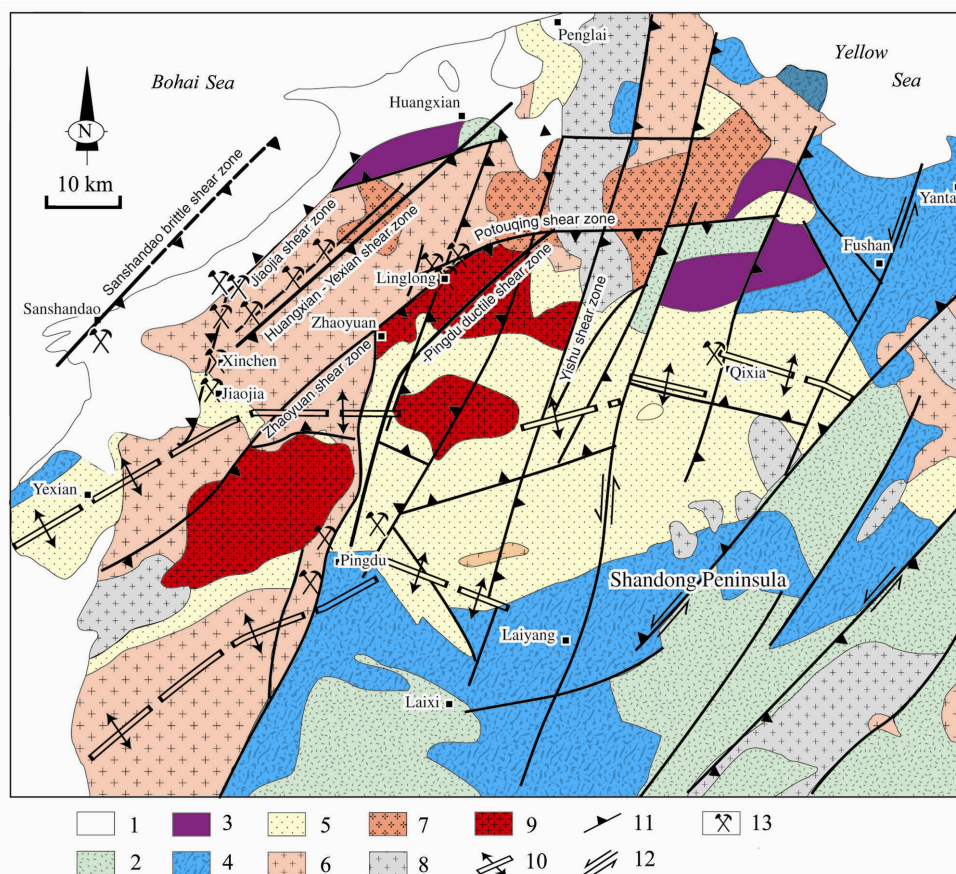 Penglai
Yellow
Sea
Bohai Sea
Huangxian
N
10 km
Yanta
Sanshandao brittle shear zone
Jiaojia shear zone
Huangxian - Yexian shear zone
Potouqing shear zone
Fushan
Linglong
Sanshandao
Zhaoyuan
-Pingdu ductile shear zone
Yishu shear zone
Xinchen
Qixia
Jiaojia
Zhaoyuan shear zone
Yexian
Pingdu
Shandong Peninsula
Laiyang
Laixi
1 3 5 7 9 11 13
2 4 6 8 10 12